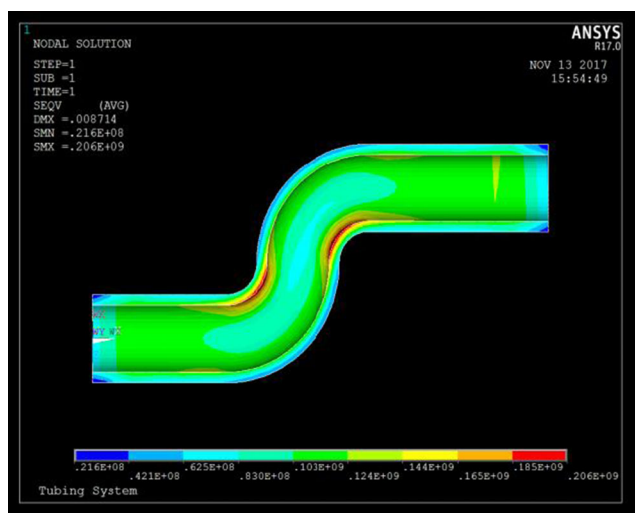 1
NODAL SOLUTION
ANSYS
R17.0
STEP=1
SUB =1
TIME=1
SEQV (AVG)
DMX =.008714
SMN =.216E+08
SMX =.206E+09
NOV 13 2017
15:54:49
.216E+08 .625E+08 .103E+09 .144E+09 .185E+09
.421E+08 .830E+08 .124E+09 .165E+09 .206E+09
Tubing System